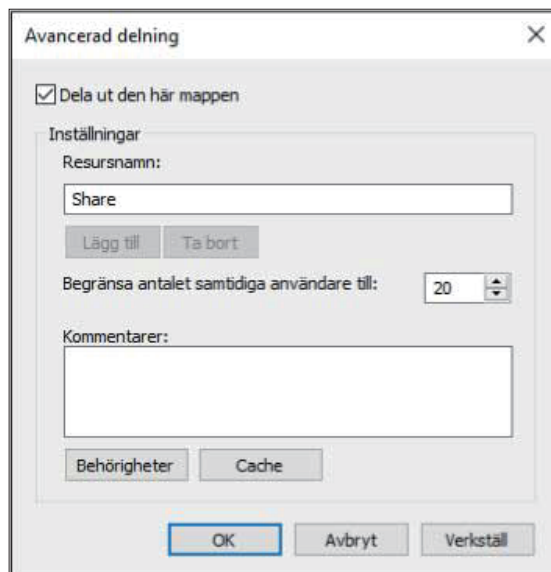 Avancerad delning
Dela ut den här mappen
Inställningar
Resursnamn:
Share
Lägg till Ta bort
Begränsa antalet samtidiga användare till: 20
Kommentarer:
Behörigheter Cache
OK Avbryt Verkställ